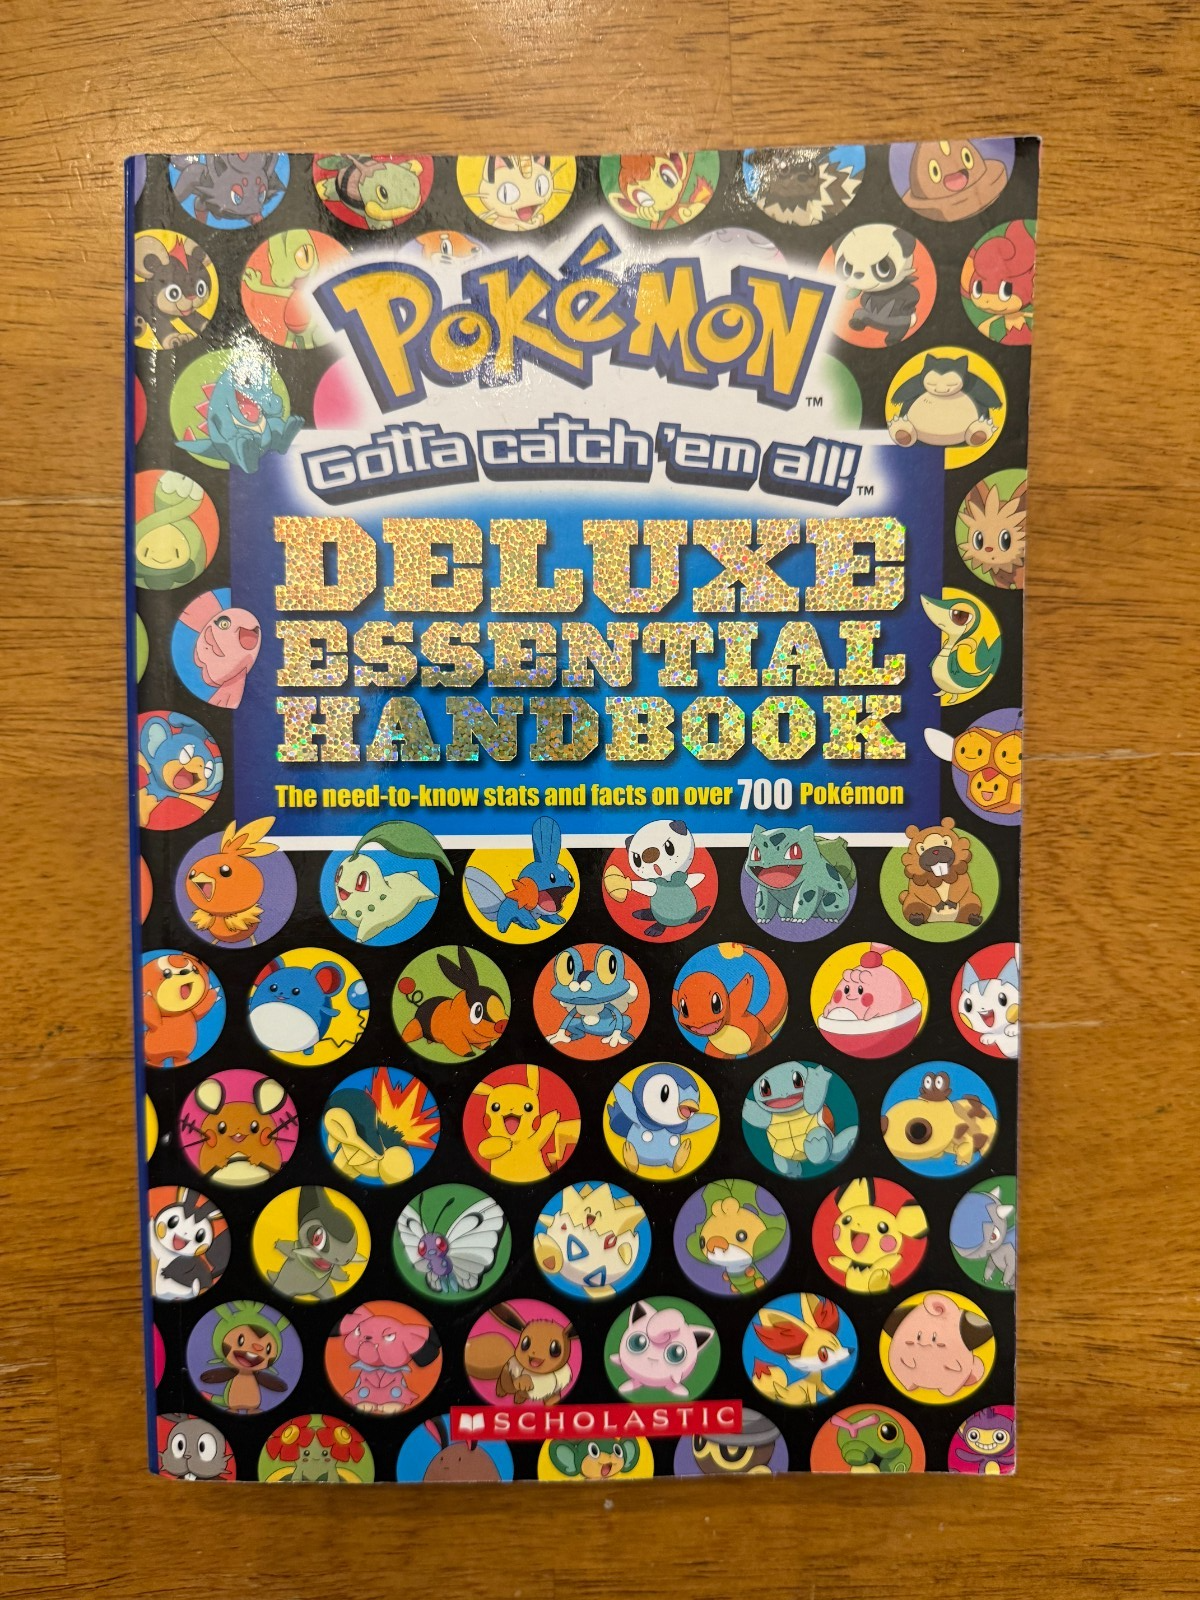 POKéMON™
Gotta catch 'em all!™
DELUXE
ESSENTIAL
HANDBOOK
The need-to-know stats and facts on over 700 Pokémon
SCHOLASTIC